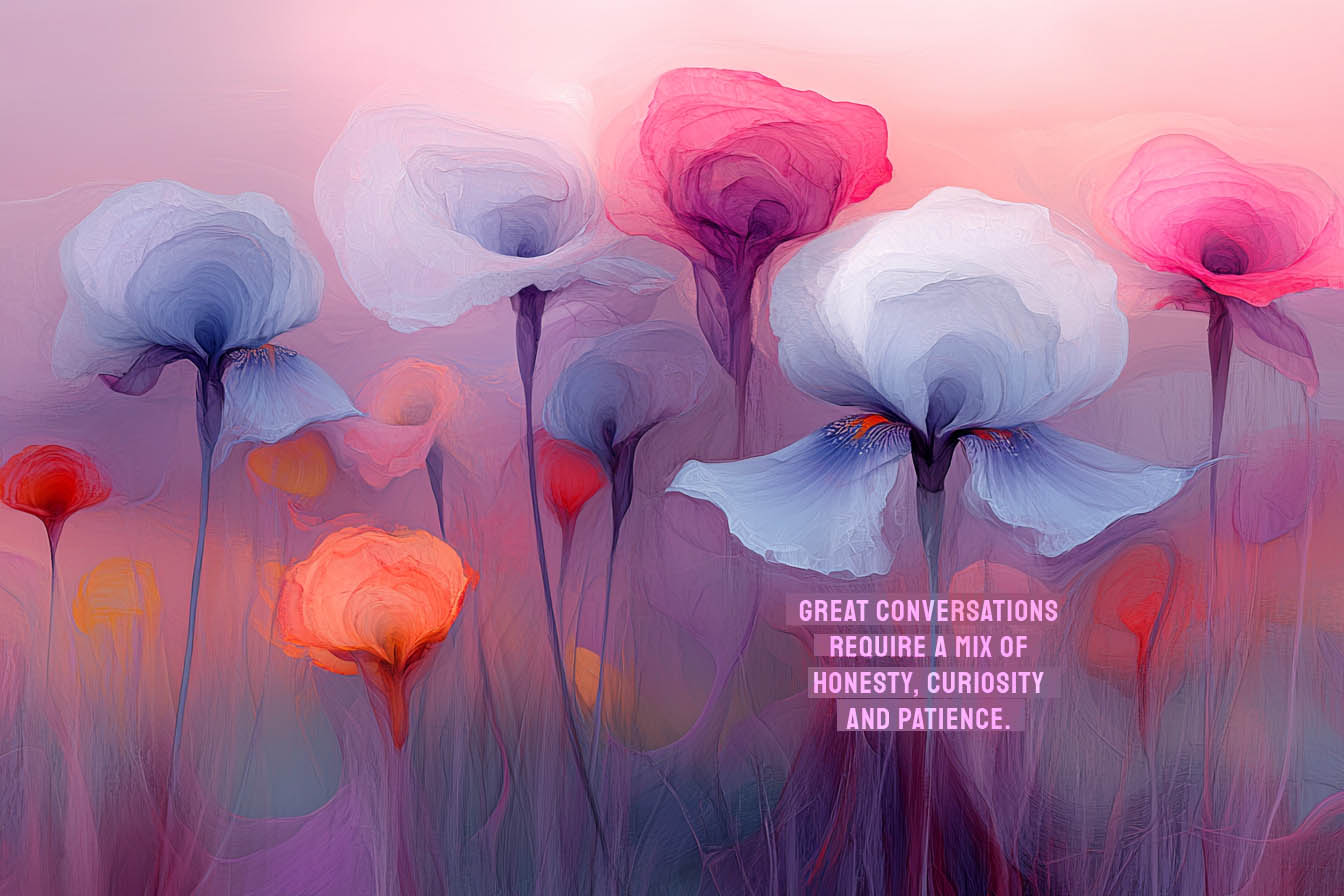 GREAT CONVERSATIONS
REQUIRE A MIX OF
HONESTY, CURIOSITY
AND PATIENCE.